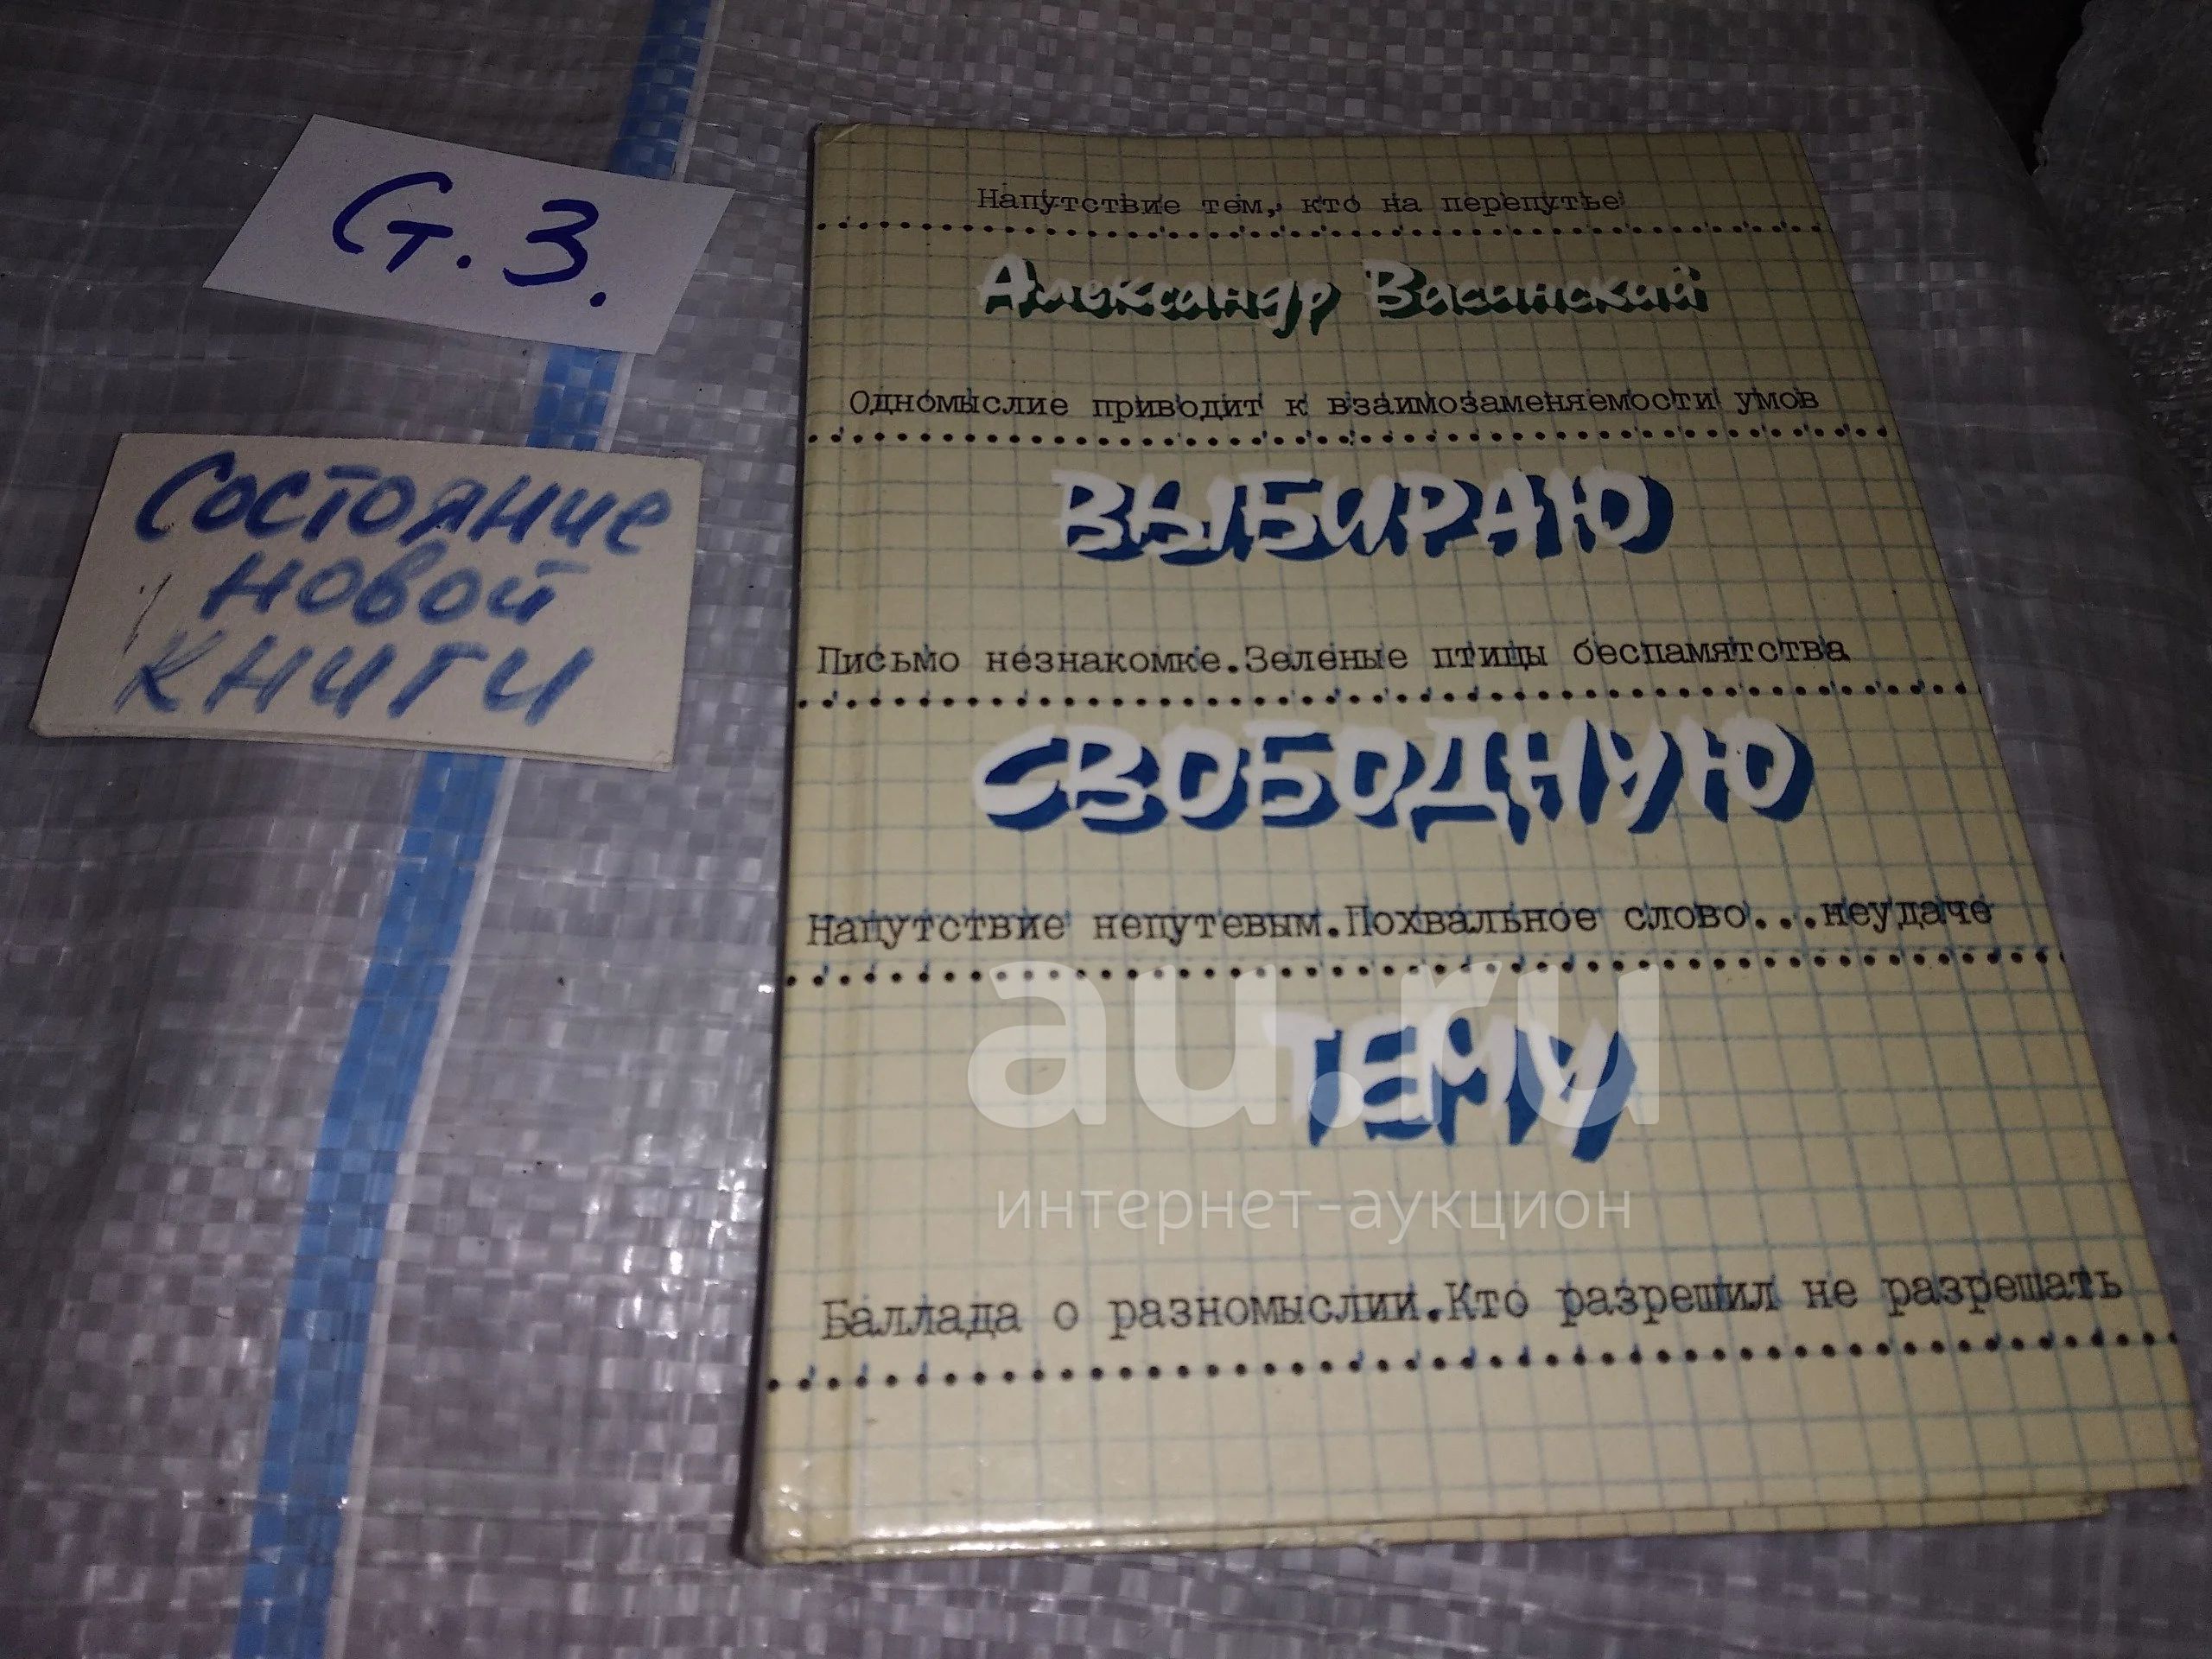 Ст. 3.
Состояние
новой
книги
Напутствие тем, кто на перепутье
Александр Васинский
Одномыслие приводит к взаимозаменяемости умов
ВЫБИРАЮ
Письмо незнакомке.Зеленые птицы беспамятства
СВОБОДНУЮ
Напутствие непутевым.Похвальное слово...неудаче
ТЕМУ
au.ru
интернет-аукцион
Баллада о разномыслии.Кто разрешил не разрешать